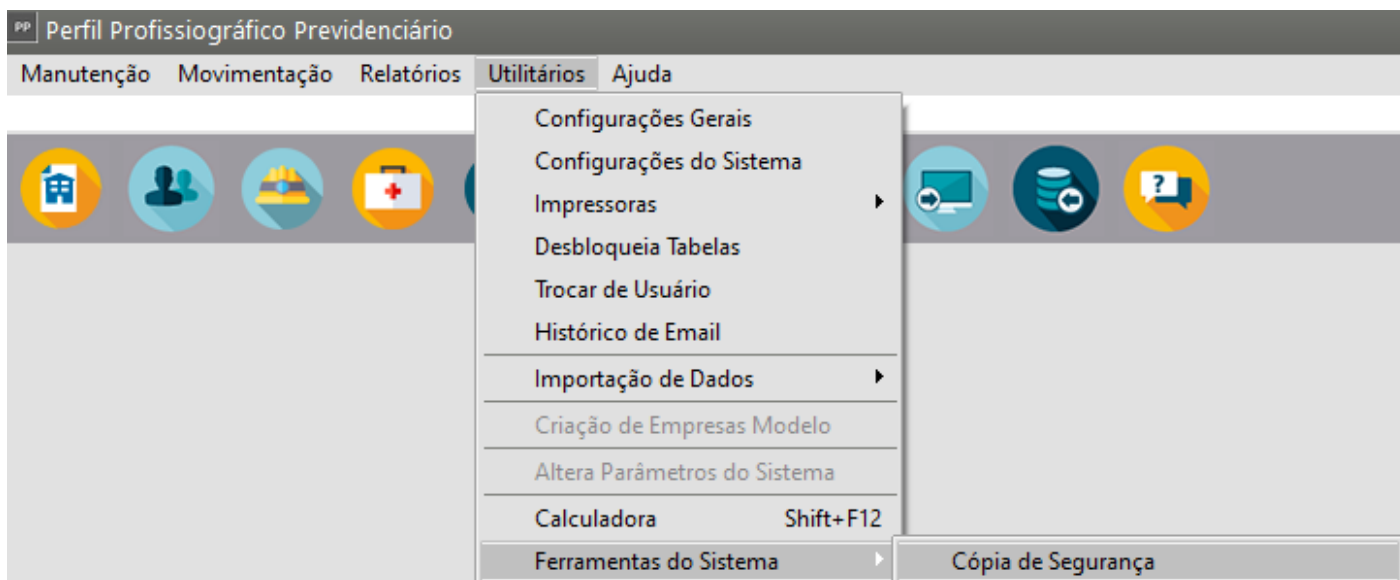 PP Perfil Profissiográfico Previdenciário
Manutenção Movimentação Relatórios Utilitários Ajuda
Configurações Gerais
Configurações do Sistema
Impressoras
Desbloqueia Tabelas
Trocar de Usuário
Histórico de Email
Importação de Dados
Criação de Empresas Modelo
Altera Parâmetros do Sistema
Calculadora Shift+F12
Ferramentas do Sistema Cópia de Segurança
?